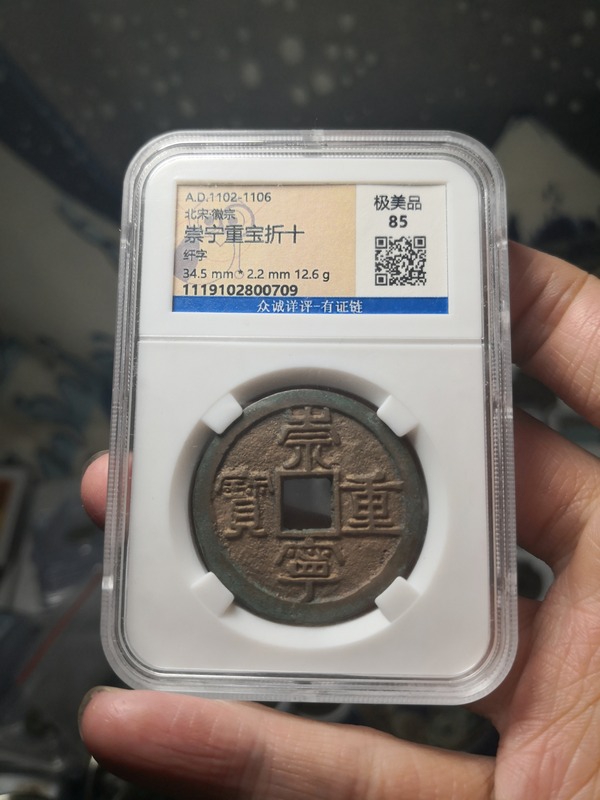 A.D.1102-1106
北宋·徽宗
崇宁重宝折十
纤字
34.5 mm* 2.2 mm 12.6 g
1119102800709
极美品
85
众诚详评-有证链
崇
寶 重
寧